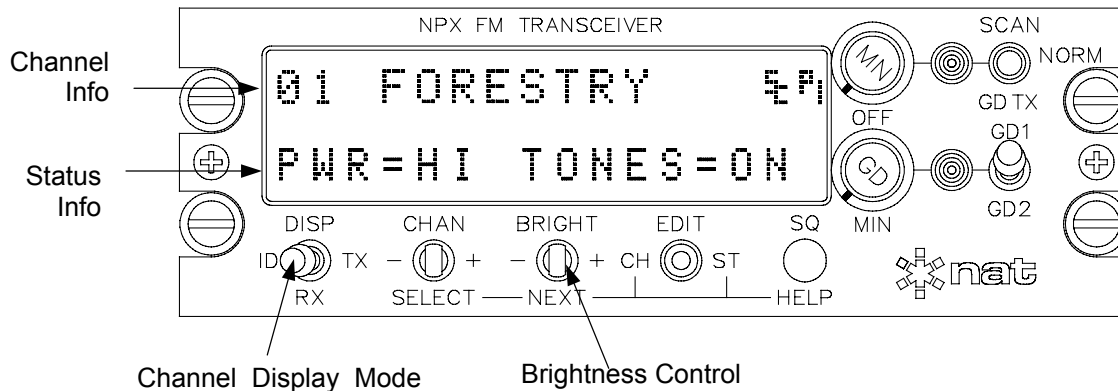 NPX FM TRANSCEIVER
SCAN
NORM
GD TX
MN
OFF
Channel
Info
01 FORESTRY
PWR=HI TONES=ON
Status
Info
GD1
GD
GD2
MIN
DISP
CHAN
BRIGHT
EDIT
SQ
ID
TX
- +
- +
CH
ST
RX
SELECT
NEXT
HELP
nat
Channel Display Mode
Brightness Control